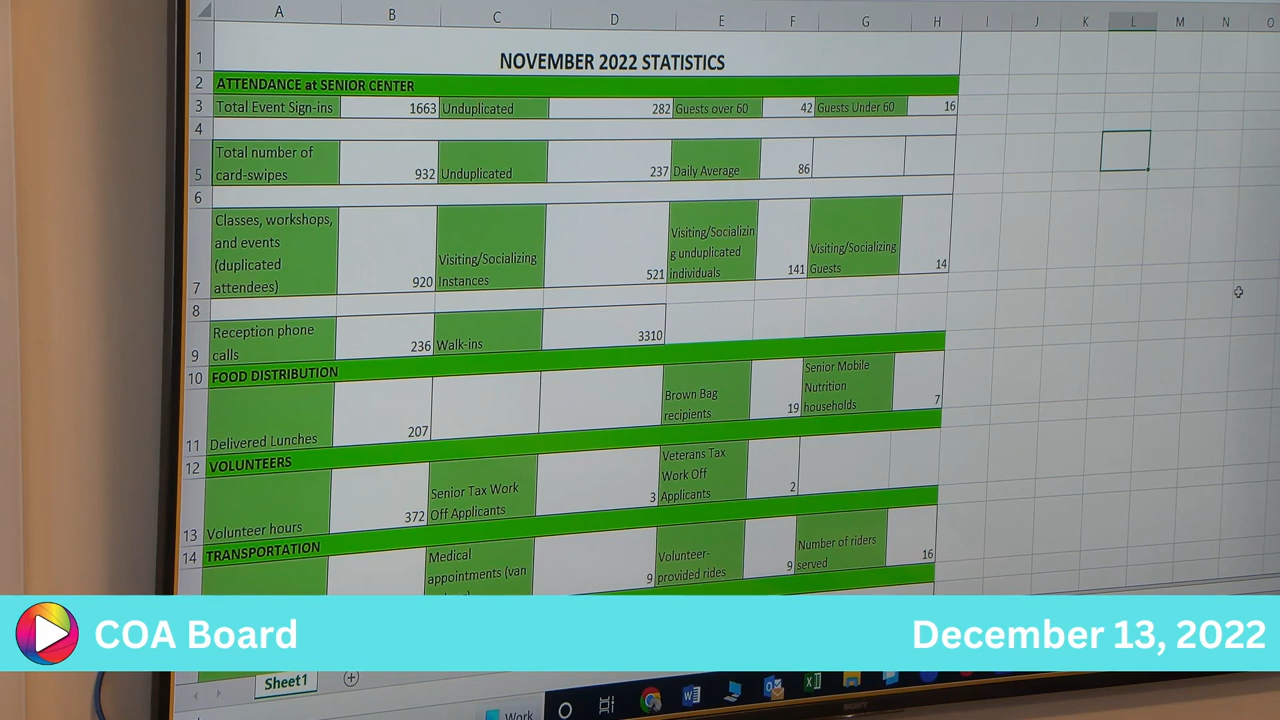 A B C D E F G H I J K L M N O
1 NOVEMBER 2022 STATISTICS
2 ATTENDANCE at SENIOR CENTER
3 Total Event Sign-ins 1663 Unduplicated 282 Guests over 60 42 Guests Under 60 16
4
Total number of
5 card-swipes 932 Unduplicated 237 Daily Average 86
6
Classes, workshops,
and events
(duplicated
7 attendees) 920
Visiting/Socializing
Instances 521
Visiting/Socializin
g unduplicated
individuals 141
Visiting/Socializing
Guests 14
8
Reception phone
9 calls 236 Walk-ins 3310
10 FOOD DISTRIBUTION
11 Delivered Lunches 207
Brown Bag
recipients 19
Senior Mobile
Nutrition
households 7
12 VOLUNTEERS
13 Volunteer hours 372
Senior Tax Work
Off Applicants 3
Veterans Tax
Work Off
Applicants 2
14 TRANSPORTATION
Medical
appointments (van
9
Volunteer-
provided rides 9
Number of riders
served 16
COA Board December 13, 2022
Sheet1
Work
SONY